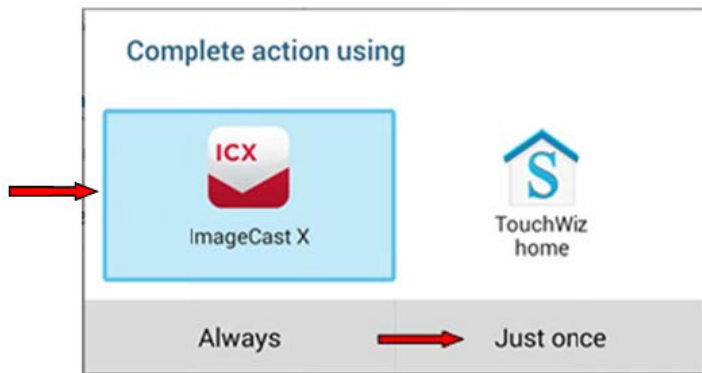 Complete action using
ICX
S
ImageCast X
TouchWiz
home
Always
Just once